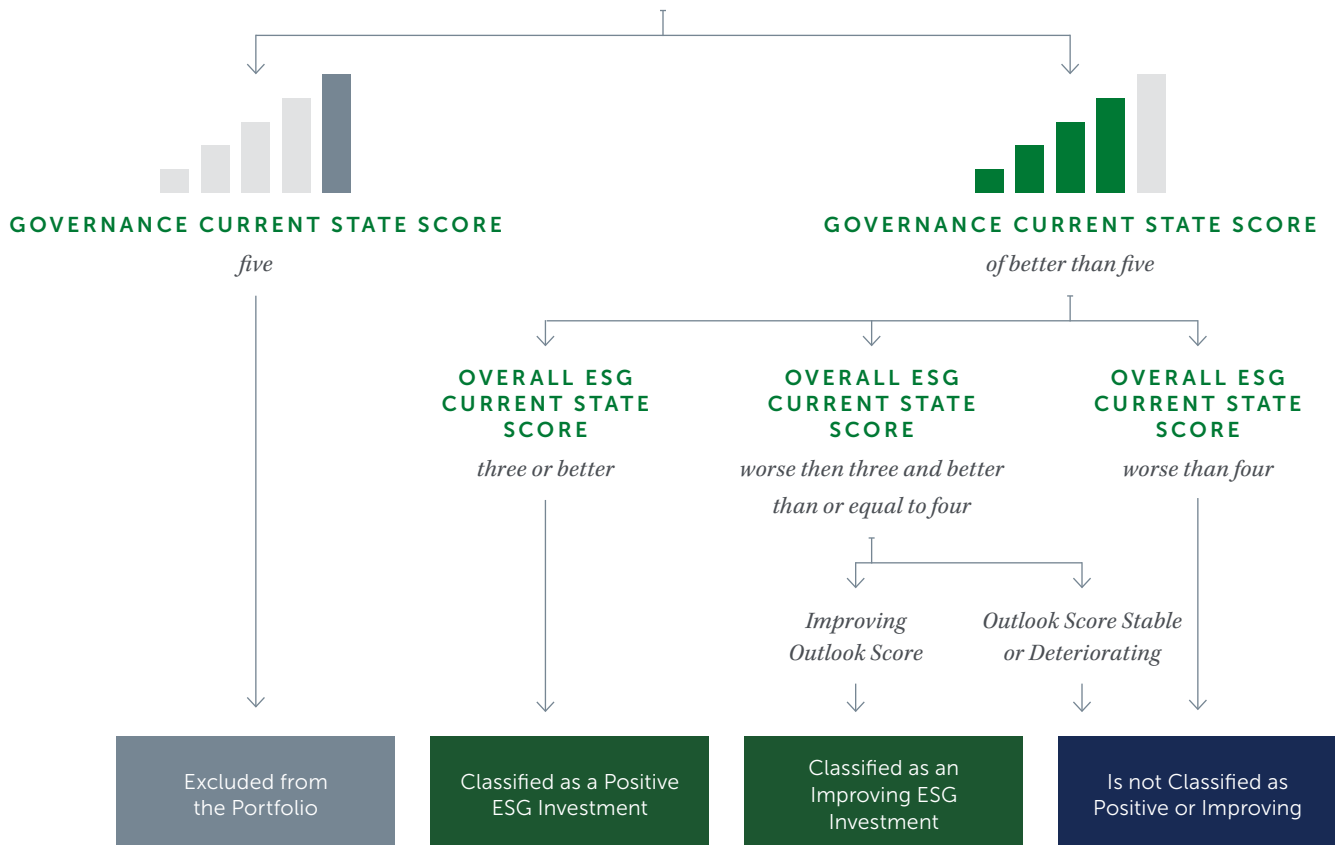 GOVERNANCE CURRENT STATE SCORE
five
GOVERNANCE CURRENT STATE SCORE
of better than five
OVERALL ESG
CURRENT STATE
SCORE
three or better
OVERALL ESG
CURRENT STATE
SCORE
worse then three and better
than or equal to four
OVERALL ESG
CURRENT STATE
SCORE
worse than four
Improving
Outlook Score
Outlook Score Stable
or Deteriorating
Excluded from
the Portfolio
Classified as a Positive
ESG Investment
Classified as an
Improving ESG
Investment
Is not Classified as
Positive or Improving